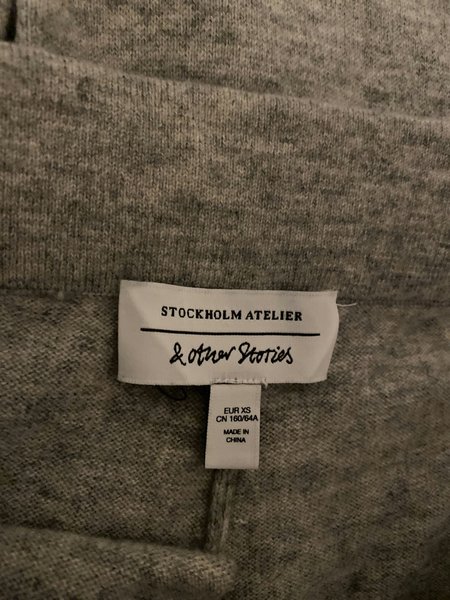 STOCKHOLM ATELIER
& other Stories
EUR XS
CN 160/64A
MADE IN
CHINA